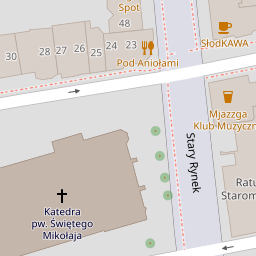 Spot
48
30
28
27
26
25
24
23
Pod Aniołami
SłodKAWA
Mjazzga
Klub Muzyczn
Stary Rynek
Katedra
pw. Świętego
Mikołaja
Ratu
Starom